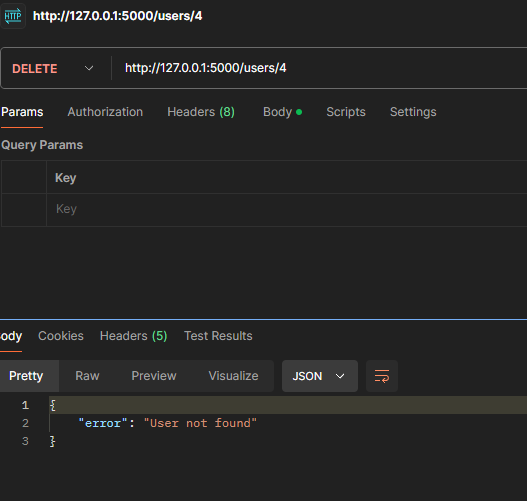 HTTP http://127.0.0.1:5000/users/4
DELETE http://127.0.0.1:5000/users/4
Params Authorization Headers (8) Body Scripts Settings
Query Params
Key
Key
ody Cookies Headers (5) Test Results
Pretty Raw Preview Visualize JSON
1 {
2 "error": "User not found"
3 }